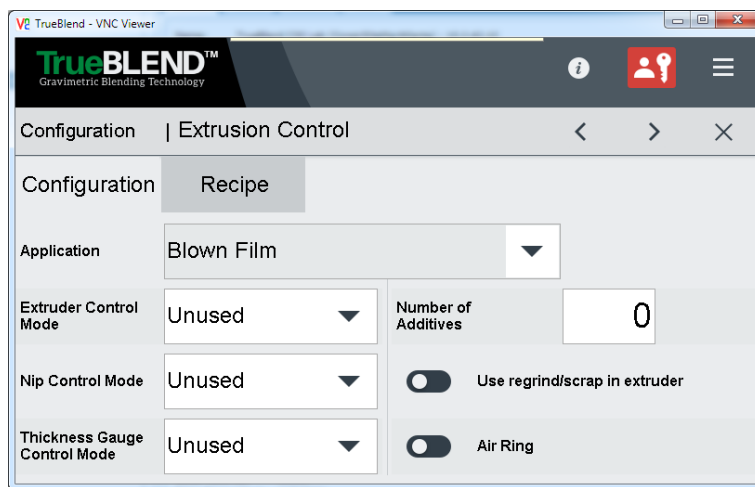 TrueBlend - VNC Viewer
TrueBLEND™
Gravimetric Blending Technology
Configuration | Extrusion Control
Configuration Recipe
Application Blown Film
Extruder Control Mode Unused Number of Additives 0
Nip Control Mode Unused Use regrind/scrap in extruder
Thickness Gauge Control Mode Unused Air Ring